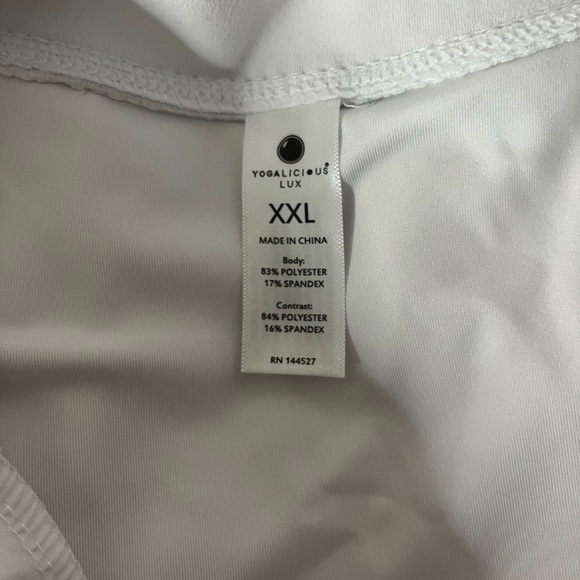 YOGALICIOUS®
LUX
XXL
MADE IN CHINA
Body:
83% POLYESTER
17% SPANDEX
Contrast:
84% POLYESTER
16% SPANDEX
RN 144527